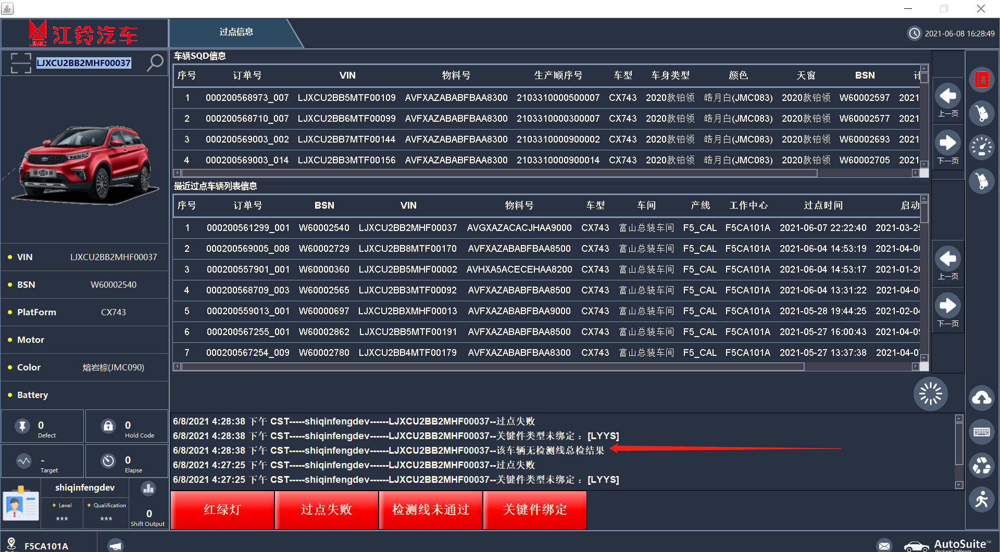 JMC 江铃汽车
过点信息
2021-06-08 16:28:49
LJXCU2BB2MHF00037
车辆SQD信息
序号 订单号 VIN 物料号 生产顺序号 车型 车身类型 颜色 天窗 BSN
1 000200568973_007 LJXCU2BB5MTF00109 AVFXAZABABFBAA8300 2103310000500007 CX743 2020款铂领 皓月白(JMC083) 2020款铂领 W60002597 2021
2 000200568710_007 LJXCU2BB6MTF00099 AVFXAZABABFBAA8300 2103310000300007 CX743 2020款铂领 皓月白(JMC083) 2020款铂领 W60002577 2021
3 000200569003_002 LJXCU2BB7MTF00144 AVFXAZABABFBAA8300 2103310000900002 CX743 2020款铂领 皓月白(JMC083) 2020款铂领 W60002693 2021
4 000200569003_014 LJXCU2BB3MTF00156 AVFXAZABABFBAA8300 2103310000900014 CX743 2020款铂领 皓月白(JMC083) 2020款铂领 W60002705 2021
上一页
下一页
最近过点车辆列表信息
序号 订单号 BSN VIN 物料号 车型 车间 产线 工作中心 过点时间 启动
1 000200561299_001 W60002540 LJXCU2BB2MHF00037 AVGXAZACACJHAA9000 CX743 富山总装车间 F5_CAL F5CA101A 2021-06-07 22:22:40 2021-03-25
2 000200569005_008 W60002729 LJXCU2BB8MTF00170 AVFXAZABABFBAA8500 CX743 富山总装车间 F5_CAL F5CA101A 2021-06-04 14:53:19 2021-04-0
3 000200557901_001 W60000360 LJXCU2BB5MHF00002 AVHXA5ACECEHAA8200 CX743 富山总装车间 F5_CAL F5CA101A 2021-06-04 14:53:17 2021-01-2
4 000200568709_003 W60002565 LJXCU2BB3MTF00092 AVFXAZABABFBAA8500 CX743 富山总装车间 F5_CAL F5CA101A 2021-06-04 13:31:22 2021-04-0
5 000200559013_001 W60000697 LJXCU2BBXMHF00013 AVFXAZABABFBAA9000 CX743 富山总装车间 F5_CAL F5CA101A 2021-05-28 19:44:25 2021-02-04
6 000200567255_001 W60002862 LJXCU2BB5MTF00191 AVFXAZABABFBAA8500 CX743 富山总装车间 F5_CAL F5CA101A 2021-05-27 16:00:43 2021-04-09
7 000200567254_009 W60002780 LJXCU2BB4MTF00179 AVFXAZABABFBAA8300 CX743 富山总装车间 F5_CAL F5CA101A 2021-05-27 13:37:38 2021-04-0
上一页
下一页
VIN LJXCU2BB2MHF00037
BSN W60002540
PlatForm CX743
Motor
Color 熔岩棕(JMC090)
Battery
0 Defect
0 Hold Code
- Target
0 Elapse
shiqinfengdev
Level ***
Qualification ***
0 Shift Output
6/8/2021 4:28:38 下午 CST-----shiqinfengdev------LJXCU2BB2MHF00037--过点失败
6/8/2021 4:28:38 下午 CST-----shiqinfengdev------LJXCU2BB2MHF00037--关键件类型未绑定 : [LYYS]
6/8/2021 4:28:38 下午 CST-----shiqinfengdev------LJXCU2BB2MHF00037--该车辆无检测线总检结果
6/8/2021 4:27:25 下午 CST-----shiqinfengdev------LJXCU2BB2MHF00037--过点失败
6/8/2021 4:27:25 下午 CST-----shiqinfengdev------LJXCU2BB2MHF00037--关键件类型未绑定 : [LYYS]
红绿灯 过点失败 检测线未通过 关键件绑定
F5CA101A
AutoSuite™